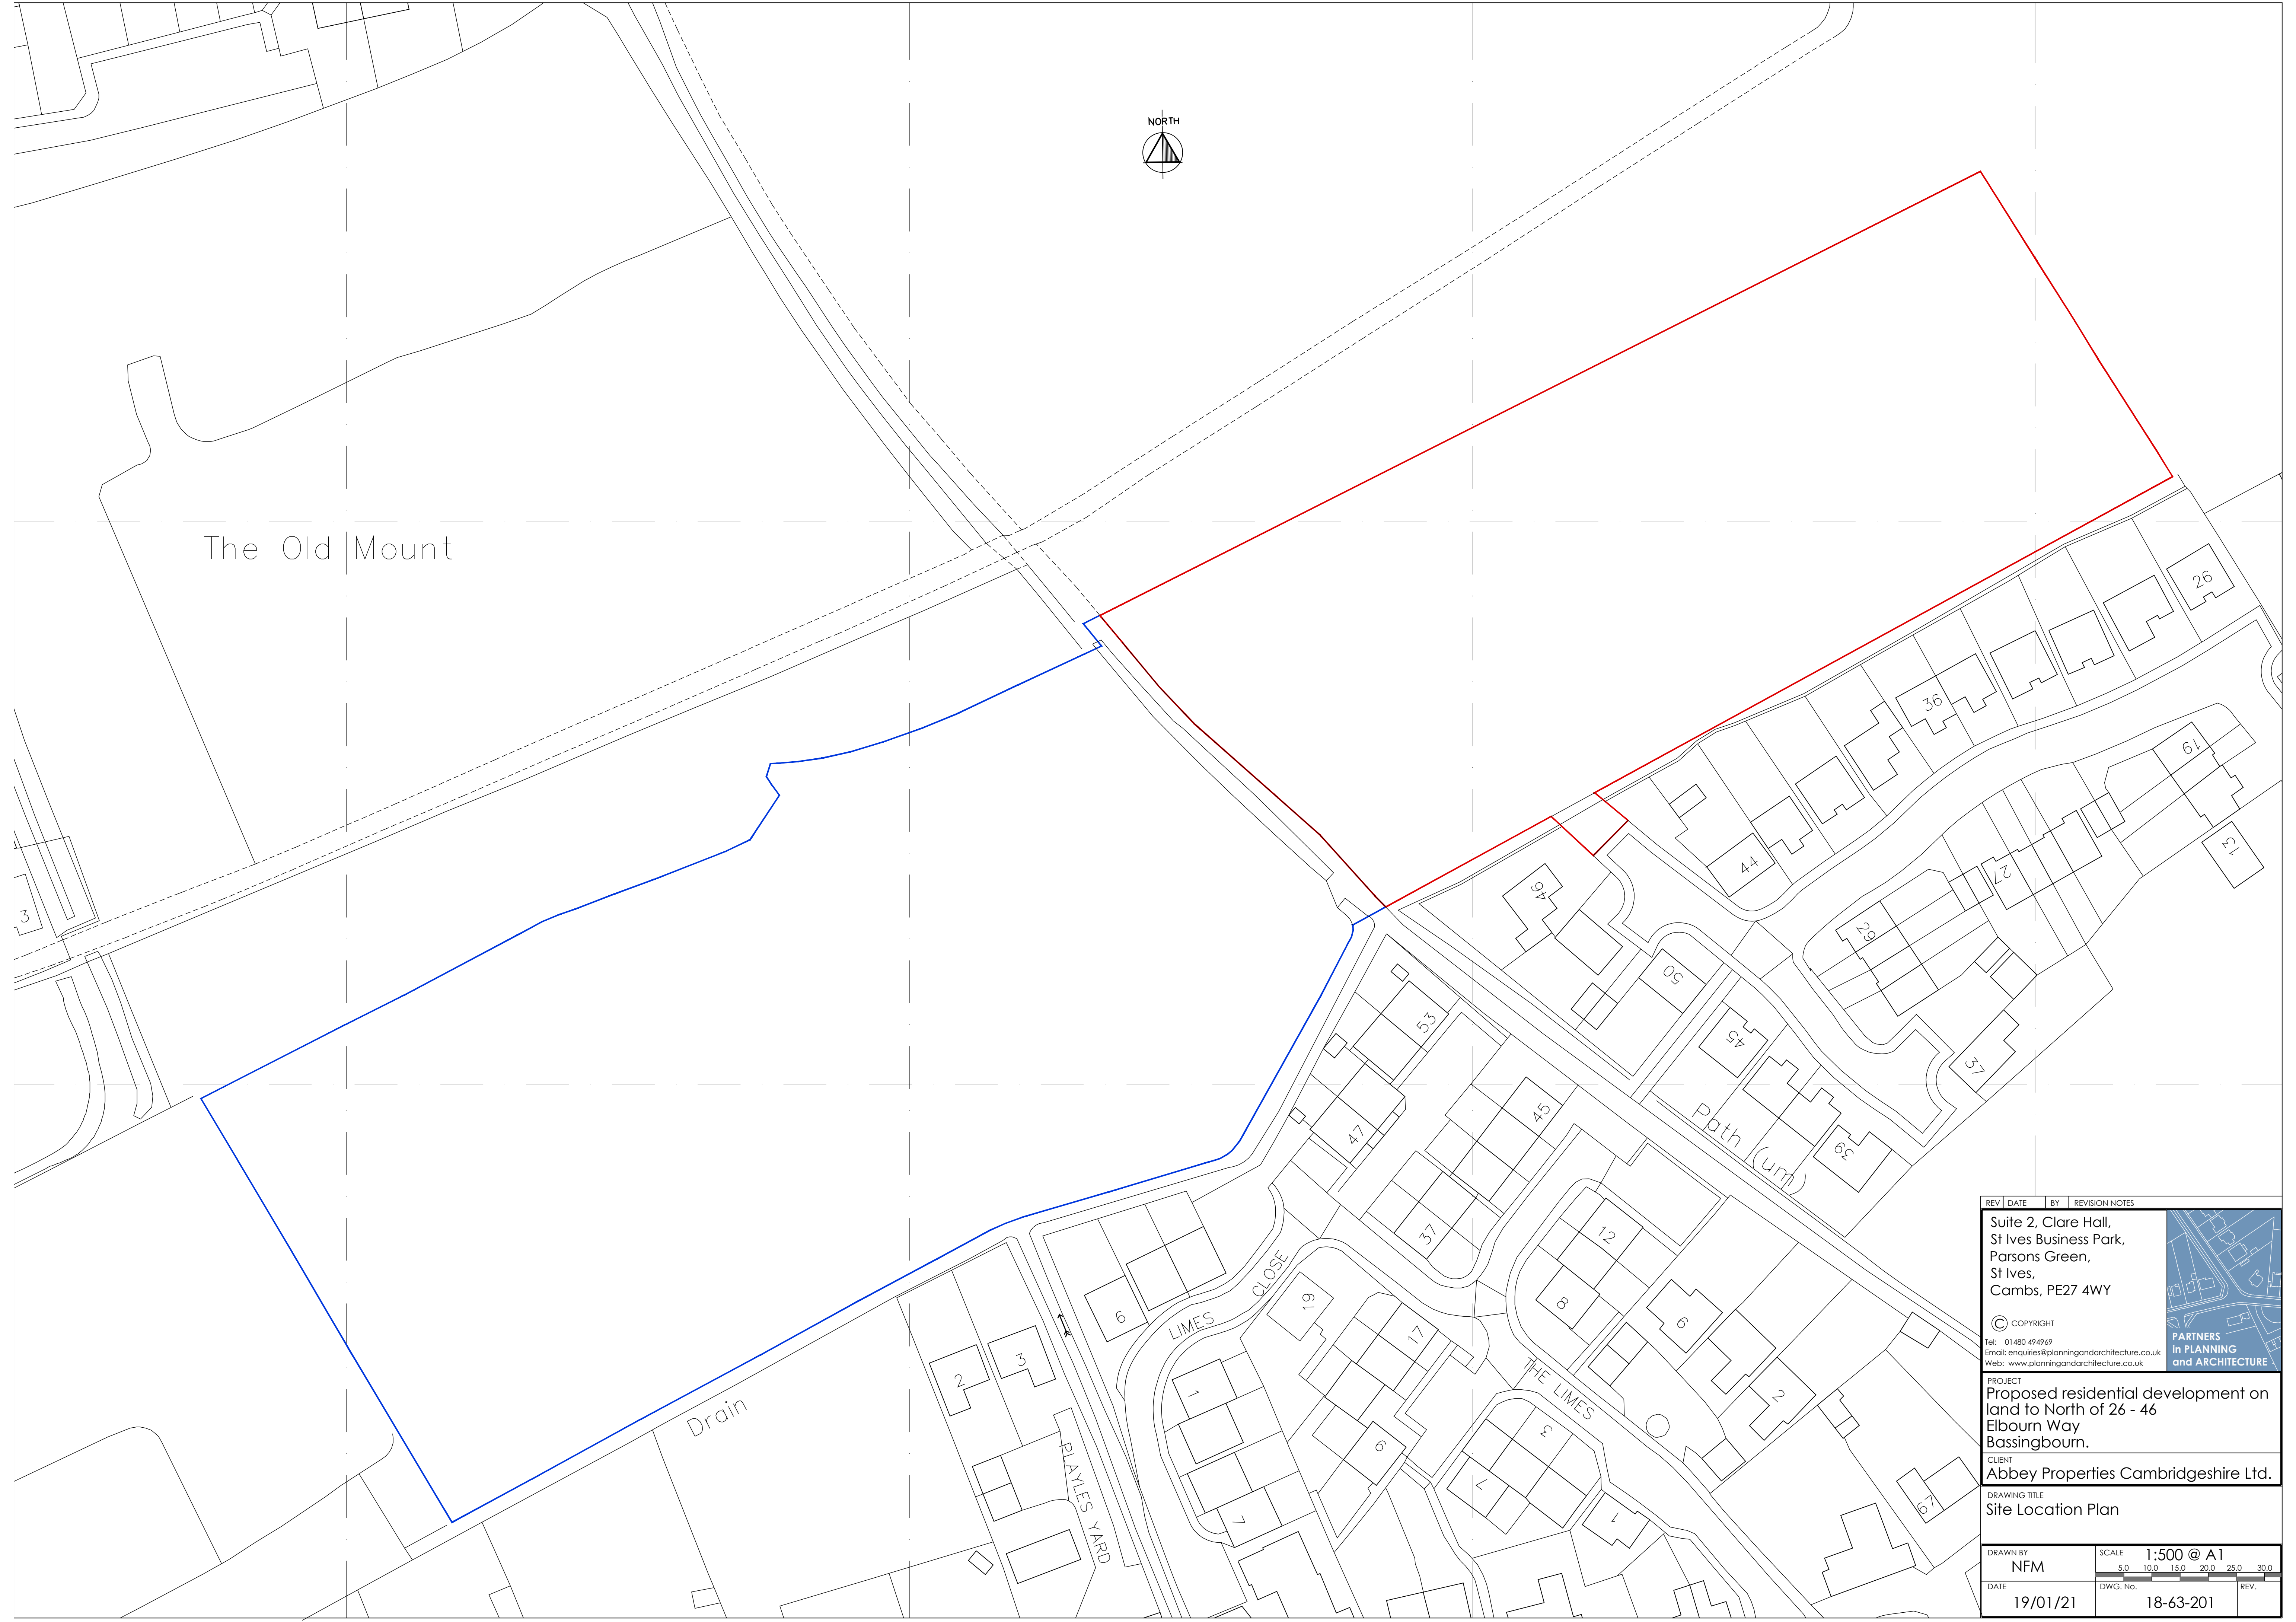 NORTH
The Old Mount
3
26
36
19
13
44
46
27
29
50
53
45
37
47
45
Path (um)
39
37
12
8
6
6
LIMES CLOSE
19
17
2
3
1
THE LIMES
2
Drain
PLAYLES YARD
9
3
7
7
1
67
REV DATE BY REVISION NOTES
Suite 2, Clare Hall,
St Ives Business Park,
Parsons Green,
St Ives,
Cambs, PE27 4WY
© COPYRIGHT
Tel: 01480 494969
Email: enquiries@planningandarchitecture.co.uk
Web: www.planningandarchitecture.co.uk
PARTNERS
in PLANNING
and ARCHITECTURE
PROJECT
Proposed residential development on
land to North of 26 - 46
Elbourn Way
Bassingbourn.
CLIENT
Abbey Properties Cambridgeshire Ltd.
DRAWING TITLE
Site Location Plan
DRAWN BY
NFM
SCALE 1:500 @ A1
5.0 10.0 15.0 20.0 25.0 30.0
DATE
19/01/21
DWG. No.
18-63-201
REV.